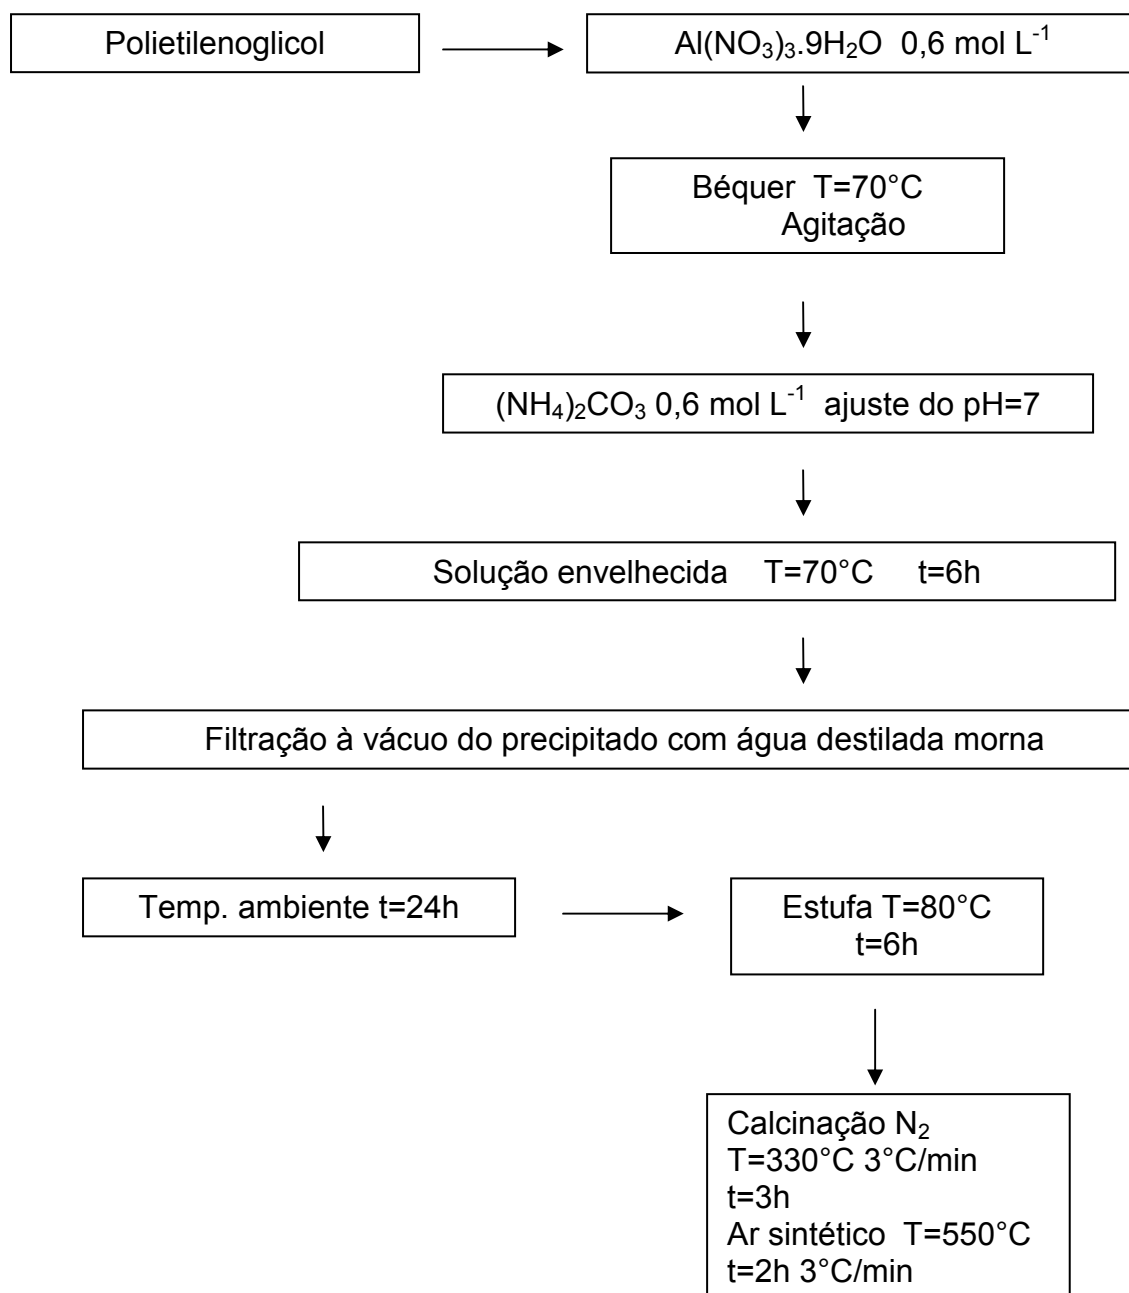 Polietilenoglicol
Al(NO₃)₃.9H₂O 0,6 mol L⁻¹
Béquer T=70°C
Agitação
(NH₄)₂CO₃ 0,6 mol L⁻¹ ajuste do pH=7
Solução envelhecida T=70°C t=6h
Filtração à vácuo do precipitado com água destilada morna
Temp. ambiente t=24h
Estufa T=80°C
t=6h
Calcinação N₂
T=330°C 3°C/min
t=3h
Ar sintético T=550°C
t=2h 3°C/min